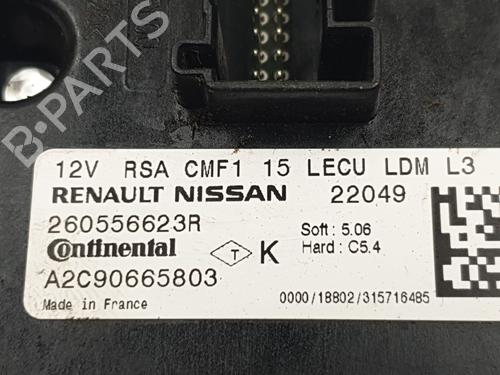 B-PARTS
12V RSA CMF1 15 LECU LDM L3
RENAULT NISSAN 22049
260556623R
Soft : 5.06
Continental T K Hard : C5.4
A2C90665803
Made in France 0000/18802/315716485